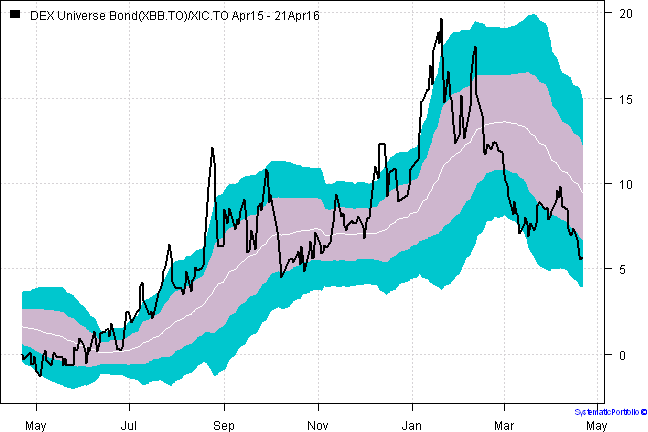 DEX Universe Bond(XBB.TO)/XIC.TO Apr15 - 21Apr16
20
15
10
5
0
SystematicPortfolio ©
May Jul Sep Nov Jan Mar May